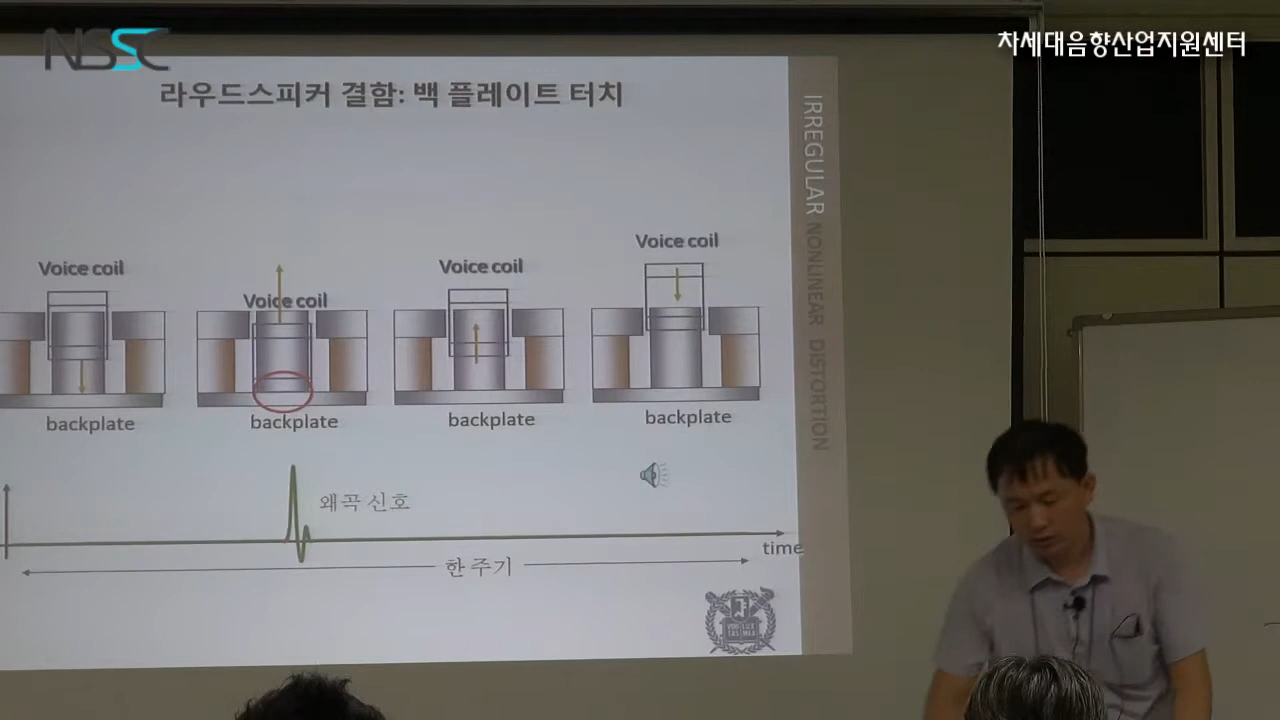 NSSC
차세대음향산업지원센터
라우드스피커 결함: 백 플레이트 터치
IRREGULAR NONLINEAR DISTORTION
Voice coil
Voice coil
Voice coil
Voice coil
backplate
backplate
backplate
backplate
왜곡 신호
time
한 주기